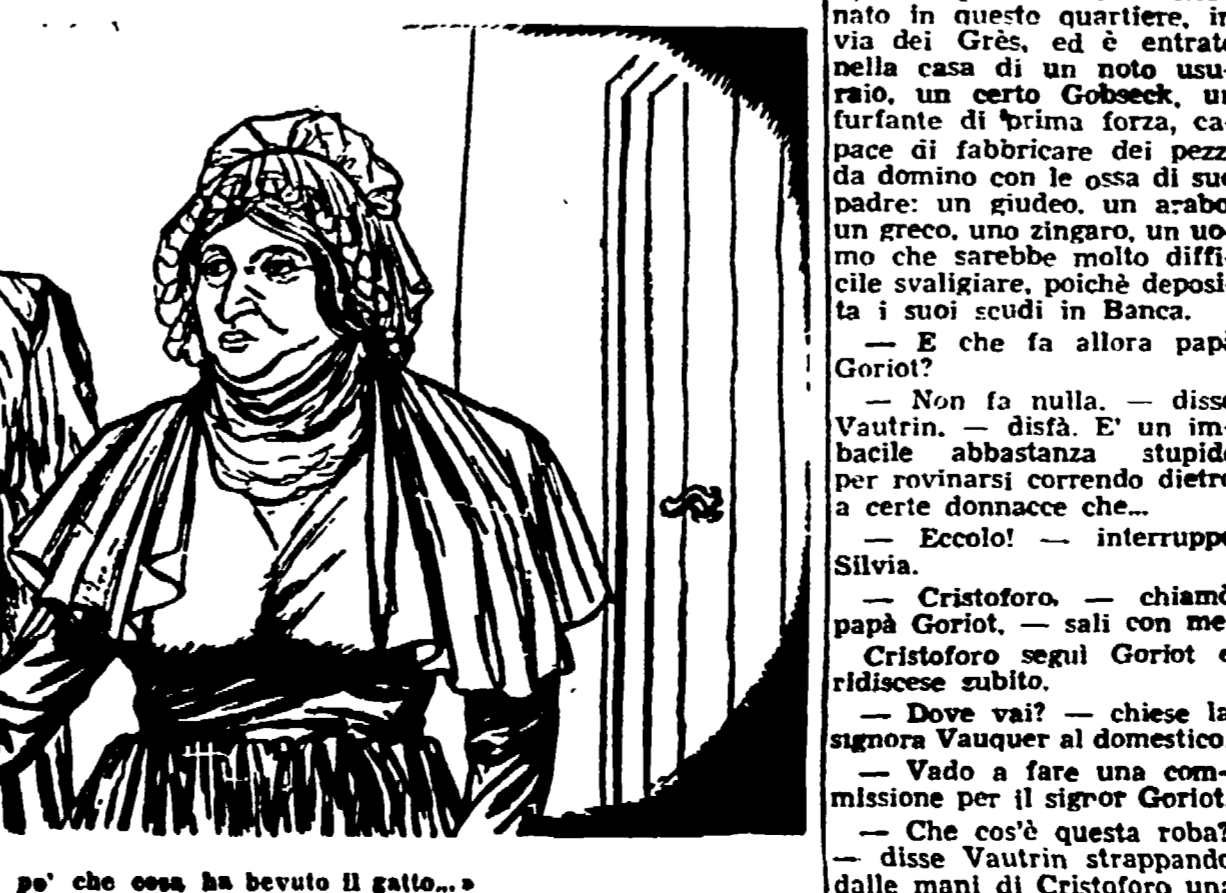 nato in questo quartiere, in
via dei Grès, ed è entrato
nella casa di un noto usu-
raio, un certo Gobseck, un
furfante di prima forza, ca-
pace di fabbricare dei pezz
da domino con le ossa di suo
padre: un giudeo, un arabo
un greco, uno zingaro, un uo-
mo che sarebbe molto diffi-
cile svaligiare, poichè deposi-
ta i suoi scudi in Banca.
— E che fa allora papà
Goriot?
— Non fa nulla. — disse
Vautrin. — disfà. E' un im-
bacile abbastanza stupido
per rovinarsi correndo dietro
a certe donnacce che...
— Eccolo! — interruppe
Silvia.
— Cristoforo, — chiamò
papà Goriot, — sali con me
Cristoforo seguì Goriot e
ridiscese subito.
— Dove vai? — chiese la
signora Vauquer al domestico.
— Vado a fare una com-
missione per il signor Goriot.
— Che cos'è questa roba?
— disse Vautrin strappando
dalle mani di Cristoforo una
po' che cosa ha bevuto il gatto... »